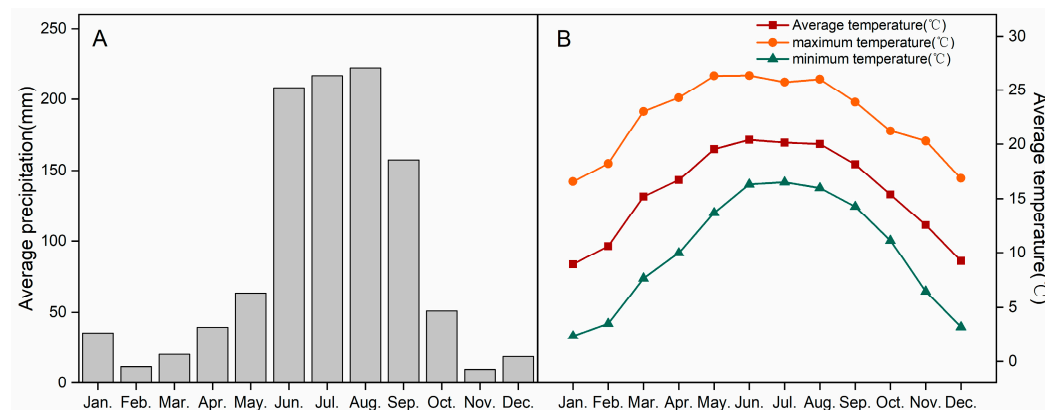 A
Average precipitation(mm)
250
200
150
100
50
0
Jan. Feb. Mar. Apr. May. Jun. Jul. Aug. Sep. Oct. Nov. Dec.
B
Average temperature(℃)
maximum temperature(℃)
minimum temperature(℃)
30
25
20
15
10
5
0
Average temperature(℃)
Jan. Feb. Mar. Apr. May. Jun. Jul. Aug. Sep. Oct. Nov. Dec.